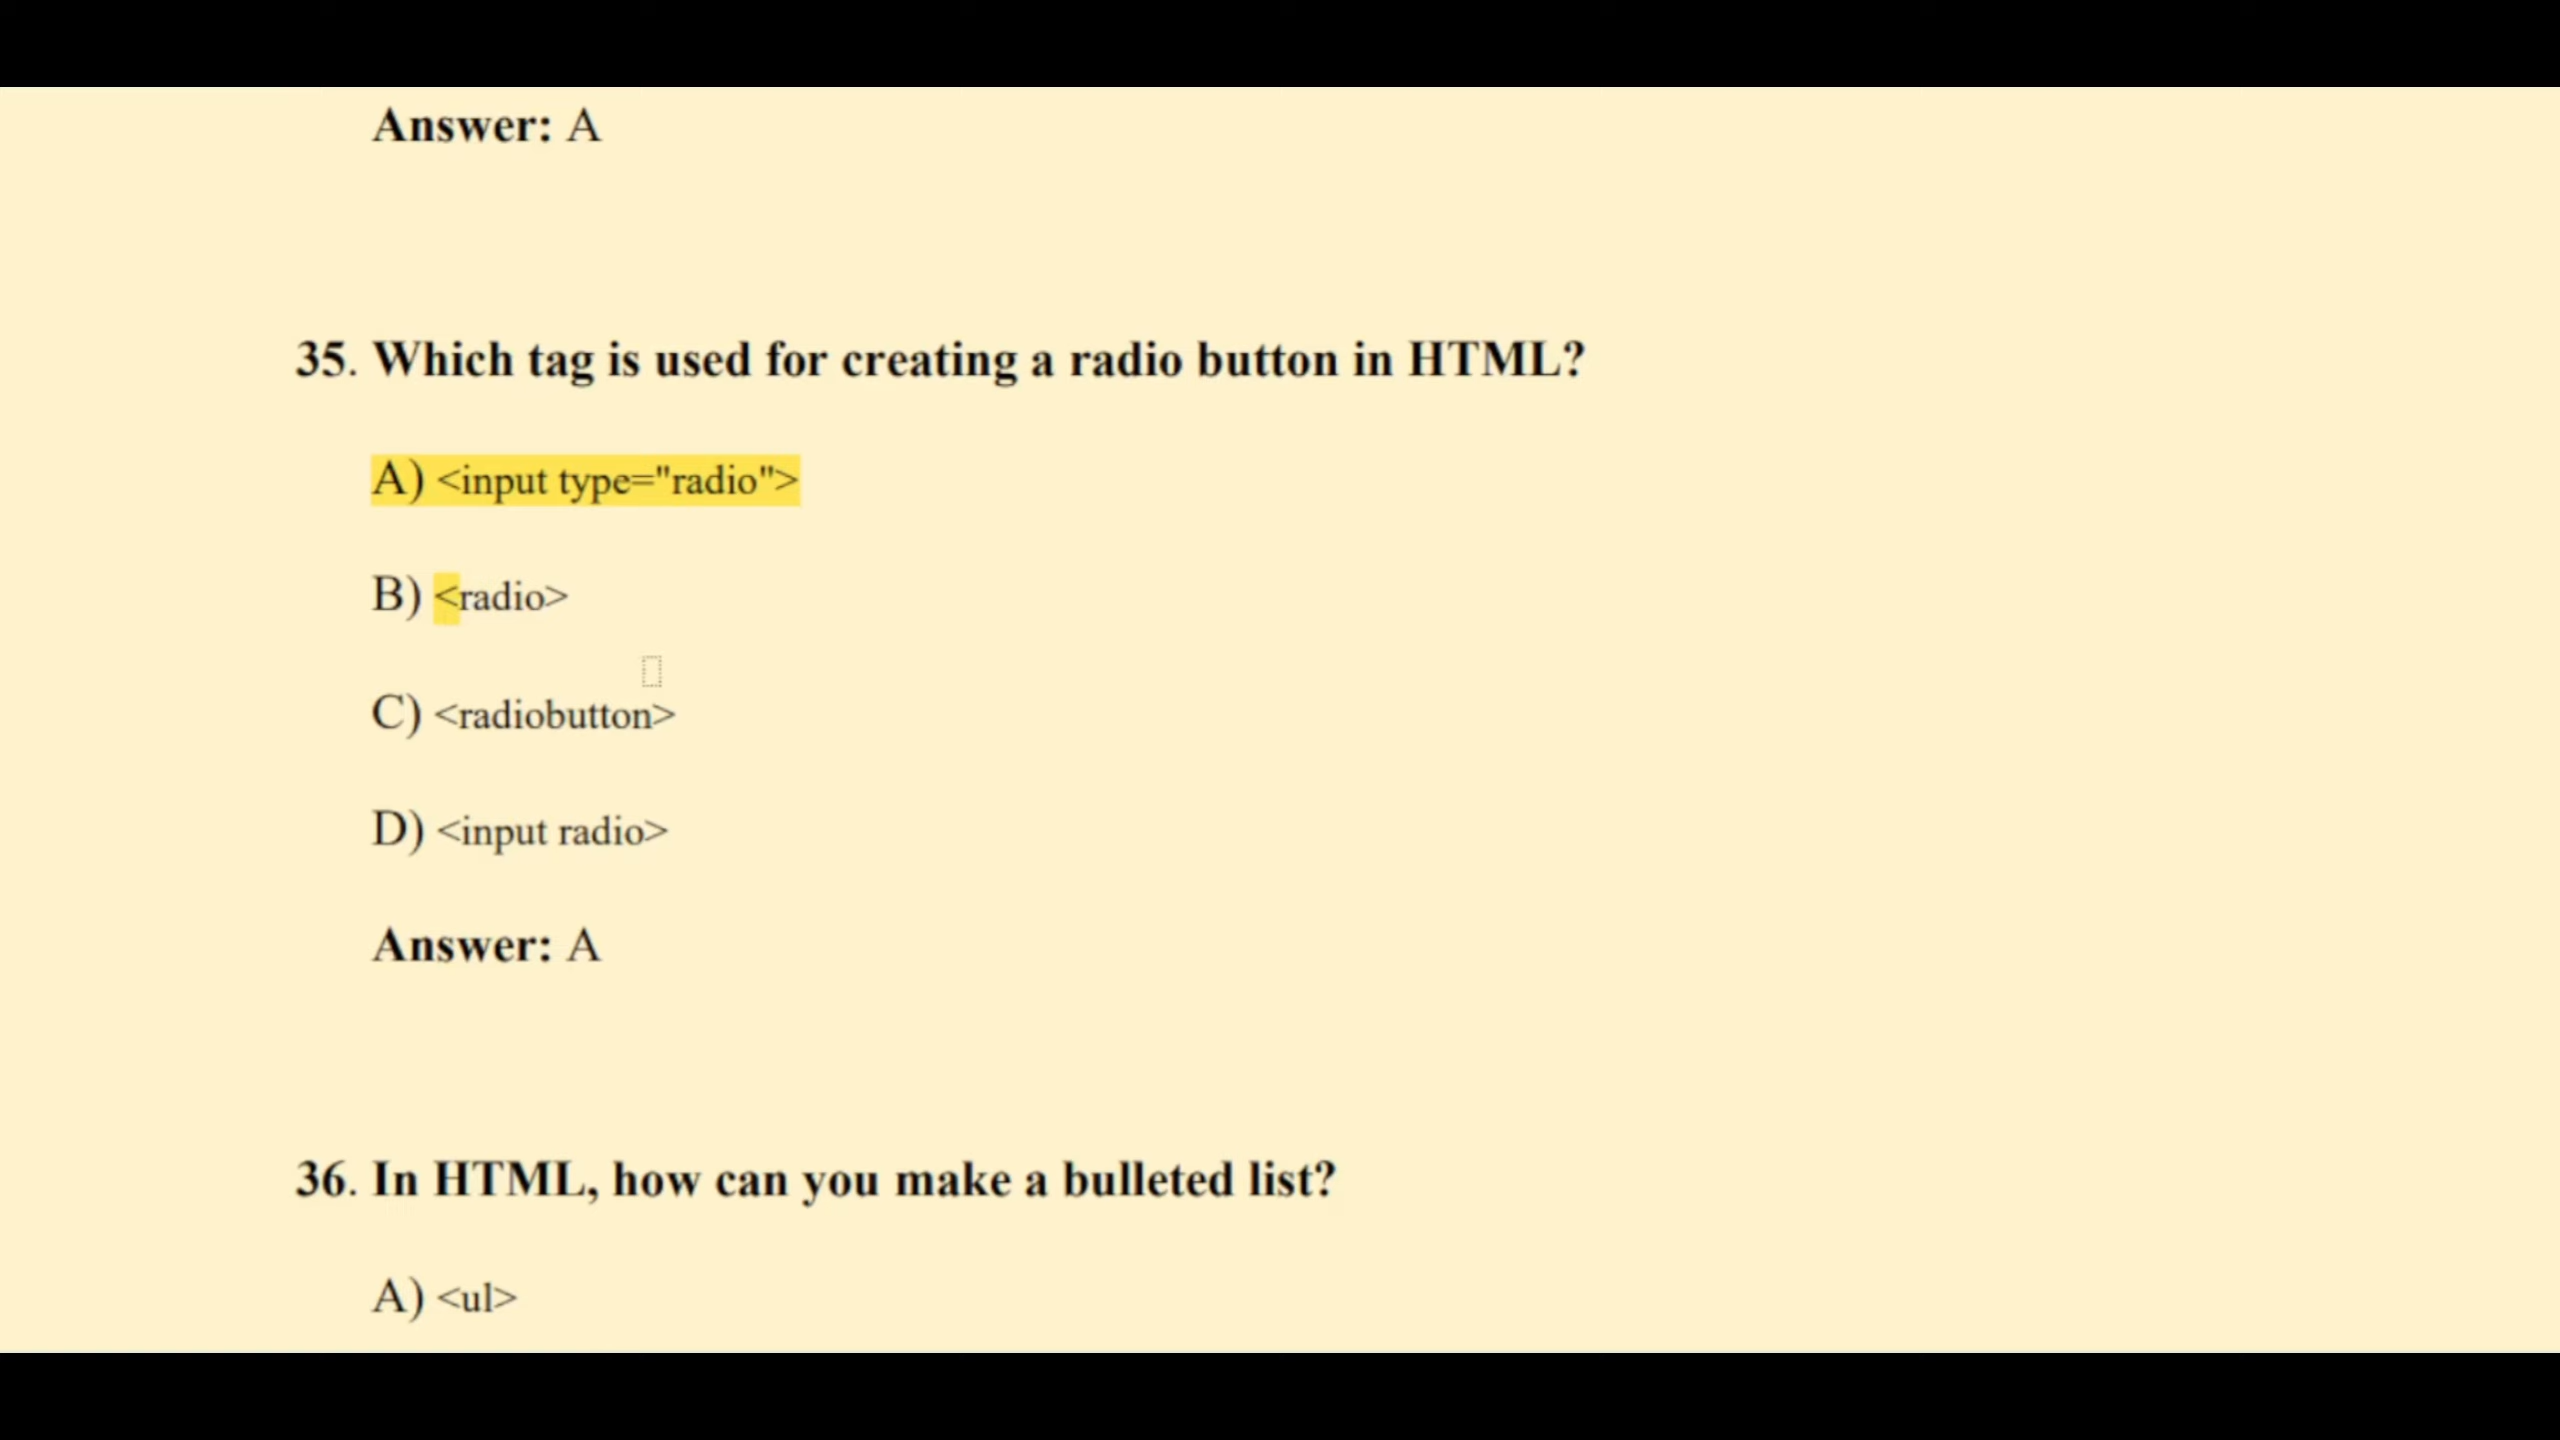 Answer: A
35. Which tag is used for creating a radio button in HTML?
A) <input type="radio">
B) <radio>
C) <radiobutton>
D) <input radio>
Answer: A
36. In HTML, how can you make a bulleted list?
A) <ul>